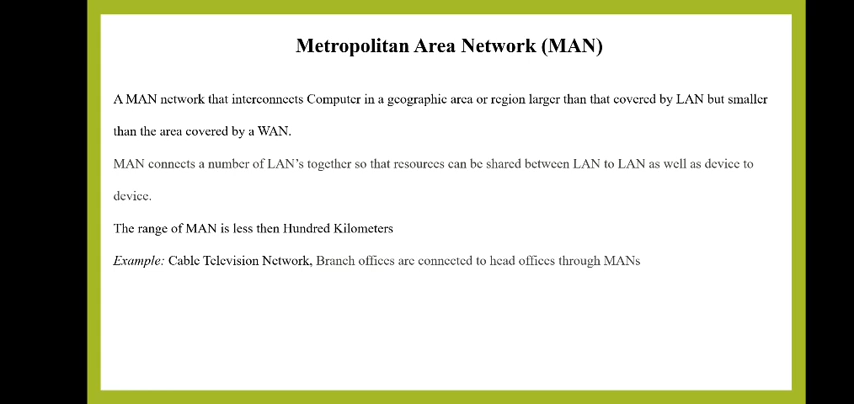 Metropolitan Area Network (MAN)
A MAN network that interconnects Computer in a geographic area or region larger than that covered by LAN but smaller
than the area covered by a WAN.
MAN connects a number of LAN's together so that resources can be shared between LAN to LAN as well as device to
device.
The range of MAN is less then Hundred Kilometers
Example: Cable Television Network, Branch offices are connected to head offices through MANs